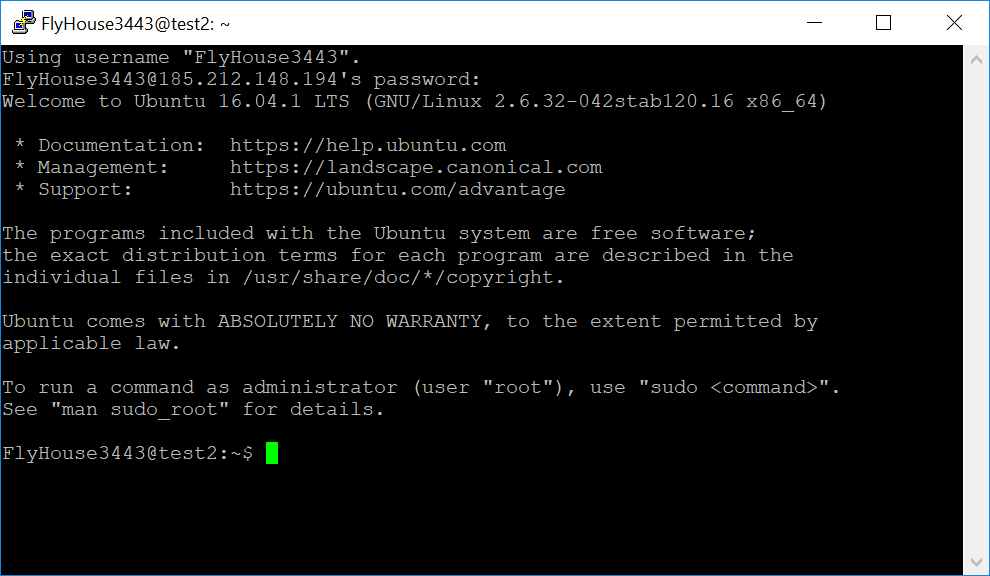 FlyHouse3443@test2: ~
Using username "FlyHouse3443".
FlyHouse3443@185.212.148.194's password:
Welcome to Ubuntu 16.04.1 LTS (GNU/Linux 2.6.32-042stab120.16 x86_64)
* Documentation:  https://help.ubuntu.com
* Management:     https://landscape.canonical.com
* Support:        https://ubuntu.com/advantage
The programs included with the Ubuntu system are free software;
the exact distribution terms for each program are described in the
individual files in /usr/share/doc/*/copyright.
Ubuntu comes with ABSOLUTELY NO WARRANTY, to the extent permitted by
applicable law.
To run a command as administrator (user "root"), use "sudo <command>".
See "man sudo_root" for details.
FlyHouse3443@test2:~$